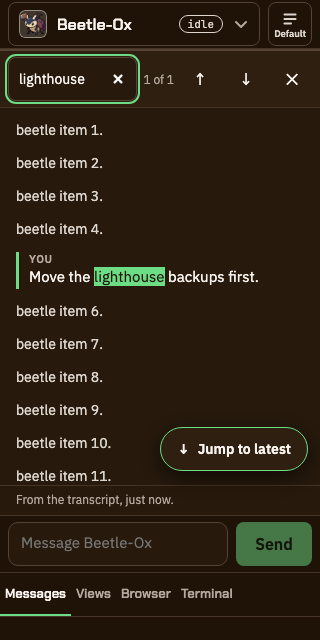 Beetle-Ox
idle
Default
lighthouse
1 of 1
beetle item 1.
beetle item 2.
beetle item 3.
beetle item 4.
YOU
Move the lighthouse backups first.
beetle item 6.
beetle item 7.
beetle item 8.
beetle item 9.
beetle item 10.
Jump to latest
beetle item 11.
From the transcript, just now.
Message Beetle-Ox
Send
Messages Views Browser Terminal